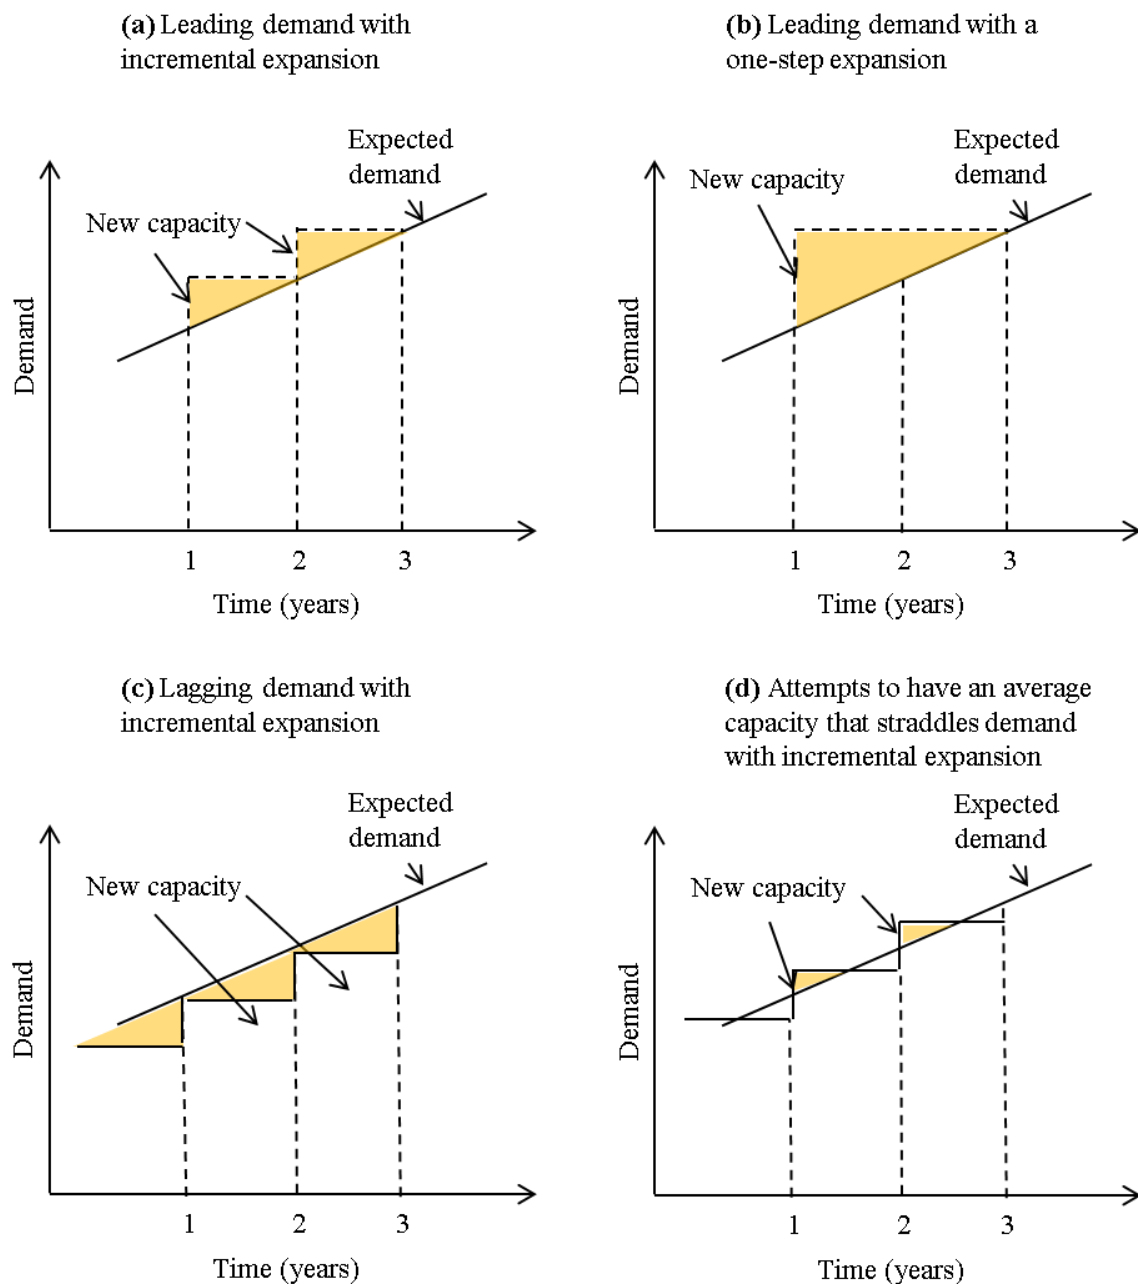 (a) Leading demand with
incremental expansion
Expected
demand
New capacity
Demand
1 2 3
Time (years)
(b) Leading demand with a
one-step expansion
Expected
demand
New capacity
Demand
1 2 3
Time (years)
(c) Lagging demand with
incremental expansion
Expected
demand
New capacity
Demand
1 2 3
Time (years)
(d) Attempts to have an average
capacity that straddles demand
with incremental expansion
Expected
demand
New capacity
Demand
1 2 3
Time (years)